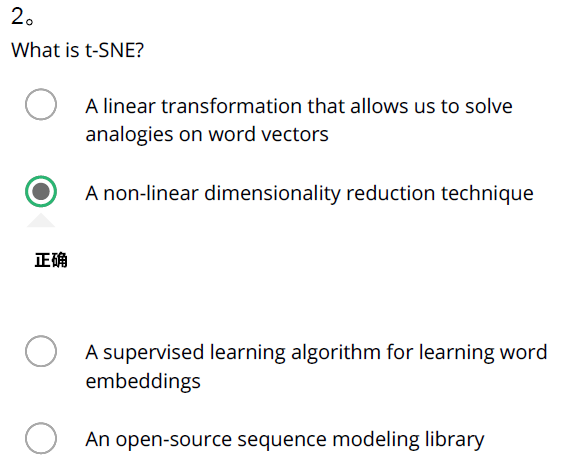 2。
What is t-SNE?
A linear transformation that allows us to solve
analogies on word vectors
A non-linear dimensionality reduction technique
正确
A supervised learning algorithm for learning word
embeddings
An open-source sequence modeling library